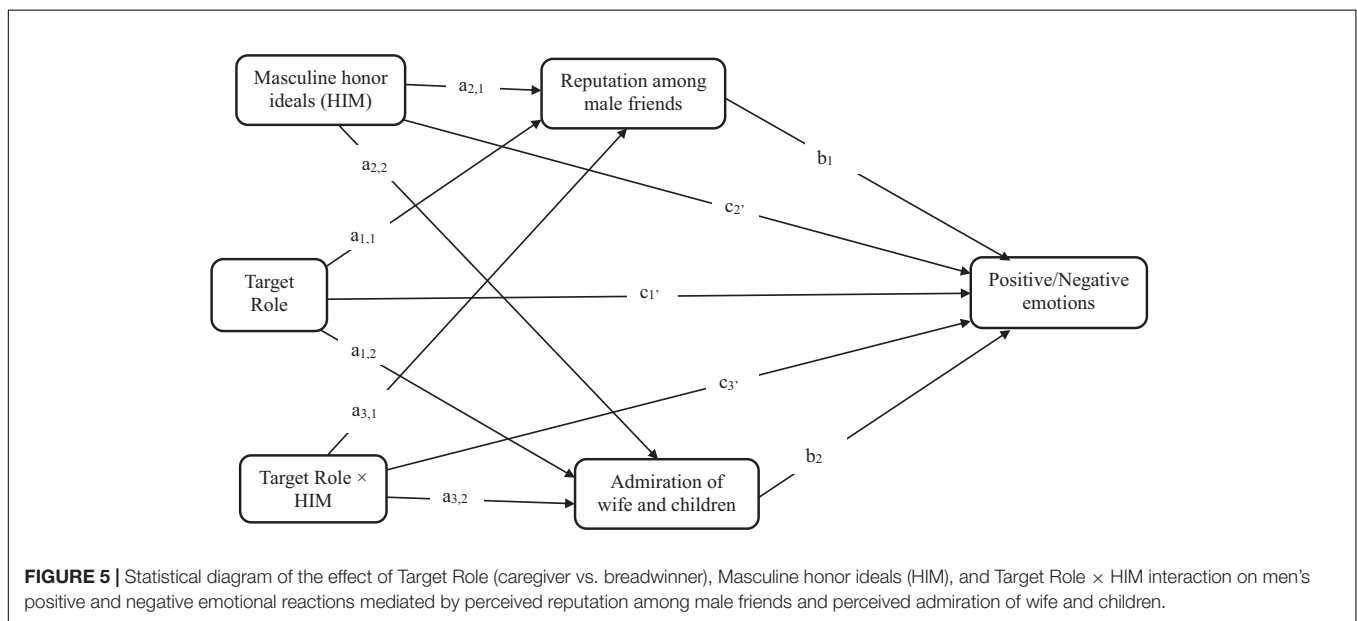 Masculine honor
ideals (HIM)
a2,1
Reputation among
male friends
a2,2
b1
c2'
a1,1
Target
Role
c1'
Positive/Negative
emotions
a1,2
c3'
a3,1
b2
Target Role ×
HIM
a3,2
Admiration of
wife and children
FIGURE 5 | Statistical diagram of the effect of Target Role (caregiver vs. breadwinner), Masculine honor ideals (HIM), and Target Role × HIM interaction on men's
positive and negative emotional reactions mediated by perceived reputation among male friends and perceived admiration of wife and children.